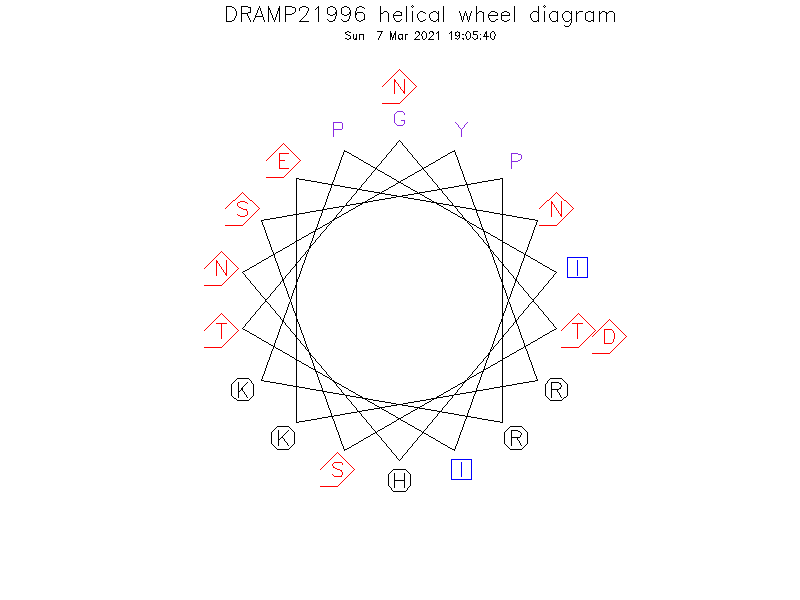 DRAMP21996 helical wheel diagram
Sun 7 Mar 2021 19:05:40
N
P G Y
E P
S N
N I
T T D
K R
K R
S H I